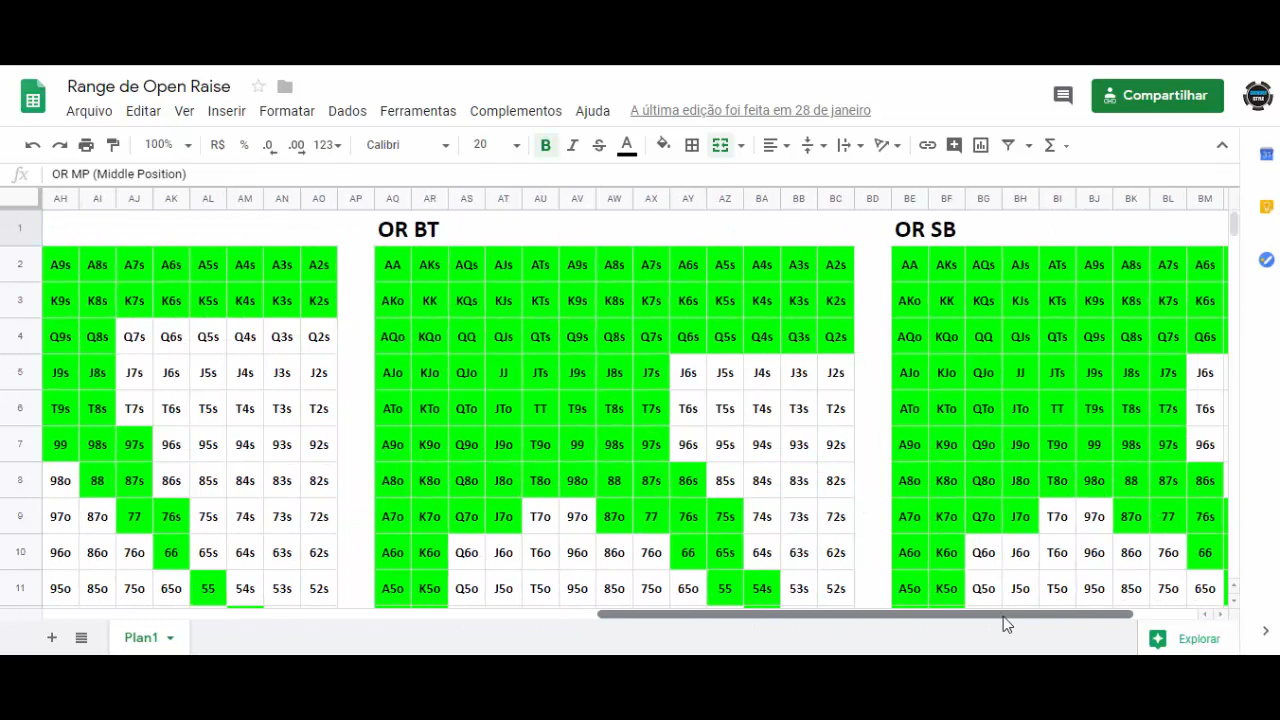 Range de Open Raise
Arquivo Editar Ver Inserir Formatar Dados Ferramentas Complementos Ajuda A última edição foi feita em 28 de janeiro
Compartilhar
100% R$ % .0 .00 123 Calibri 20 B I S A
fx OR MP (Middle Position)
AH AI AJ AK AL AM AN AO AP AQ AR AS AT AU AV AW AX AY AZ BA BB BC BD BE BF BG BH BI BJ BK BL BM
1 OR BT OR SB
2 A9s A8s A7s A6s A5s A4s A3s A2s AA AKs AQs AJs ATs A9s A8s A7s A6s A5s A4s A3s A2s AA AKs AQs AJs ATs A9s A8s A7s A6s
3 K9s K8s K7s K6s K5s K4s K3s K2s AKo KK KQs KJs KTs K9s K8s K7s K6s K5s K4s K3s K2s AKo KK KQs KJs KTs K9s K8s K7s K6s
4 Q9s Q8s Q7s Q6s Q5s Q4s Q3s Q2s AQo KQo QQ QJs QTs Q9s Q8s Q7s Q6s Q5s Q4s Q3s Q2s AQo KQo QQ QJs QTs Q9s Q8s Q7s Q6s
5 J9s J8s J7s J6s J5s J4s J3s J2s AJo KJo QJo JJ JTs J9s J8s J7s J6s J5s J4s J3s J2s AJo KJo QJo JJ JTs J9s J8s J7s J6s
6 T9s T8s T7s T6s T5s T4s T3s T2s ATo KTo QTo JTo TT T9s T8s T7s T6s T5s T4s T3s T2s ATo KTo QTo JTo TT T9s T8s T7s T6s
7 99 98s 97s 96s 95s 94s 93s 92s A9o K9o Q9o J9o T9o 99 98s 97s 96s 95s 94s 93s 92s A9o K9o Q9o J9o T9o 99 98s 97s 96s
8 98o 88 87s 86s 85s 84s 83s 82s A8o K8o Q8o J8o T8o 98o 88 87s 86s 85s 84s 83s 82s A8o K8o Q8o J8o T8o 98o 88 87s 86s
9 97o 87o 77 76s 75s 74s 73s 72s A7o K7o Q7o J7o T7o 97o 87o 77 76s 75s 74s 73s 72s A7o K7o Q7o J7o T7o 97o 87o 77 76s
10 96o 86o 76o 66 65s 64s 63s 62s A6o K6o Q6o J6o T6o 96o 86o 76o 66 65s 64s 63s 62s A6o K6o Q6o J6o T6o 96o 86o 76o 66
11 95o 85o 75o 65o 55 54s 53s 52s A5o K5o Q5o J5o T5o 95o 85o 75o 65o 55 54s 53s 52s A5o K5o Q5o J5o T5o 95o 85o 75o 65o
Plan1
Explorar